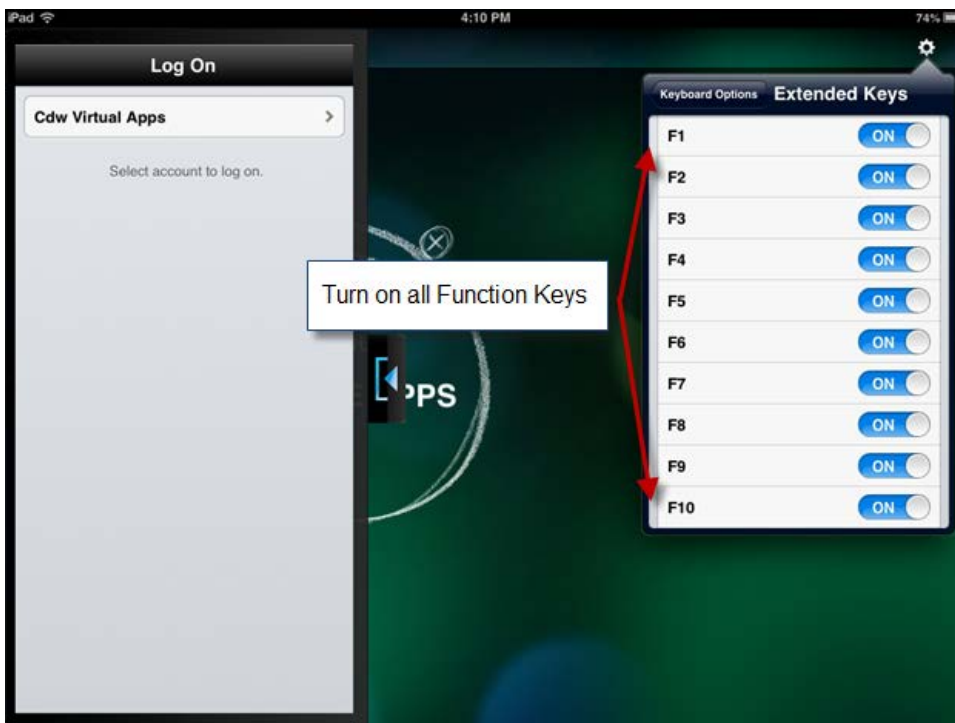 iPad
4:10 PM
74%
Log On
Cdw Virtual Apps
Select account to log on.
Turn on all Function Keys
PPS
Keyboard Options
Extended Keys
F1 ON
F2 ON
F3 ON
F4 ON
F5 ON
F6 ON
F7 ON
F8 ON
F9 ON
F10 ON